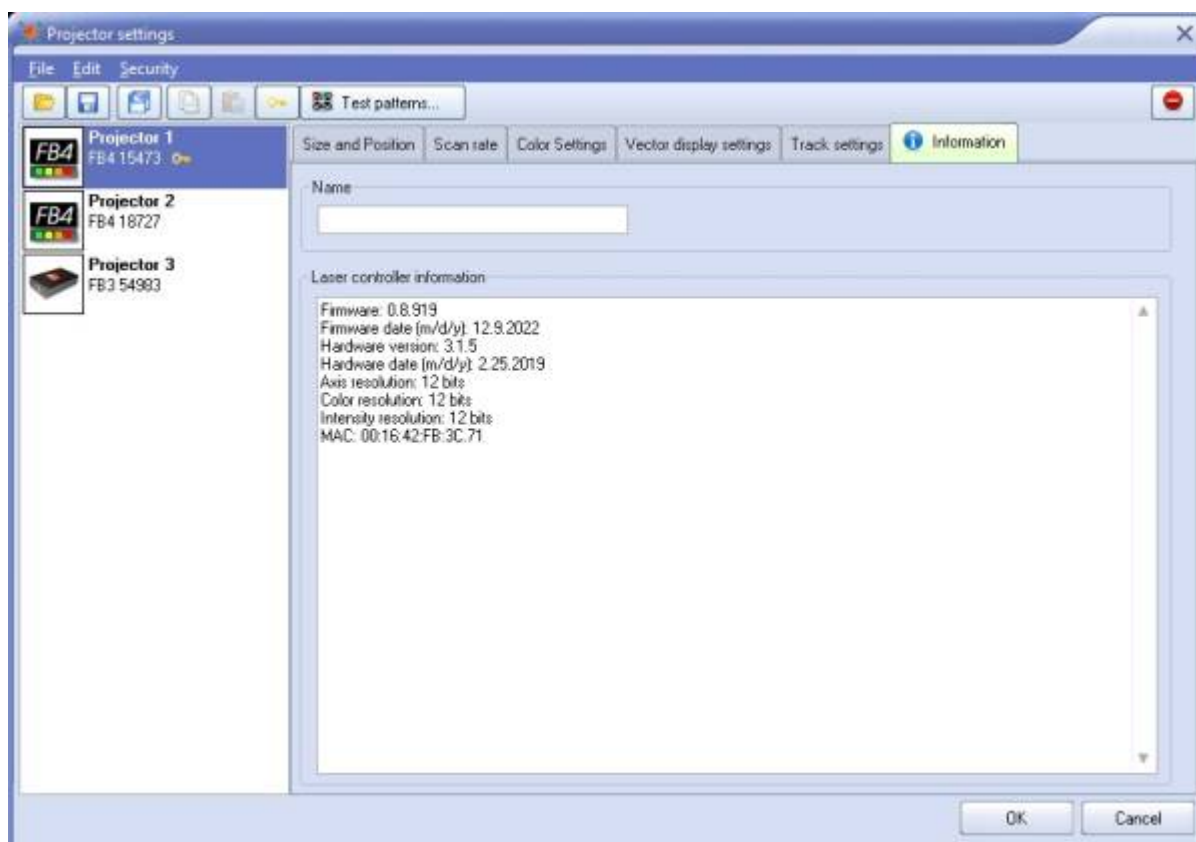 Projector settings
File Edit Security
Test patterns...
FB4
Projector 1
FB4 15473
FB4
Projector 2
FB4 18727
Projector 3
FB3 54983
Size and Position Scan rate Color Settings Vector display settings Track settings Information
Name
Laser controller information
Firmware: 0.8.919
Firmware date (m/d/y): 12.9.2022
Hardware version: 3.1.5
Hardware date (m/d/y): 2.25.2019
Axis resolution: 12 bits
Color resolution: 12 bits
Intensity resolution: 12 bits
MAC: 00:16:42:FB:3C:71
OK Cancel